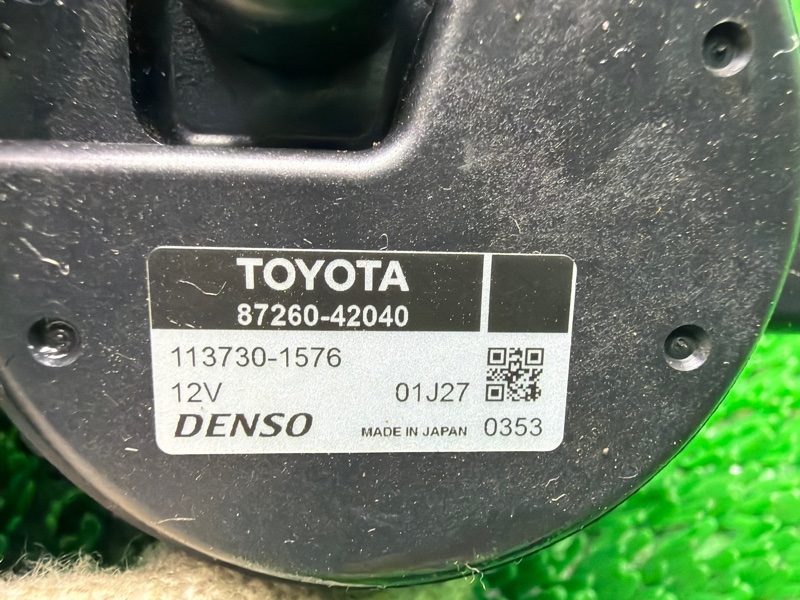 TOYOTA
87260-42040
113730-1576
12V 01J27
DENSO MADE IN JAPAN 0353